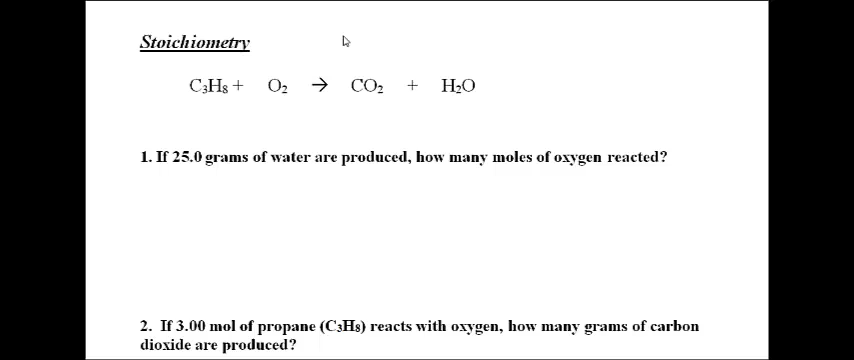 Stoichiometry
C₃H₈ + O₂ → CO₂ + H₂O
1. If 25.0 grams of water are produced, how many moles of oxygen reacted?
2. If 3.00 mol of propane (C₃H₈) reacts with oxygen, how many grams of carbon
dioxide are produced?